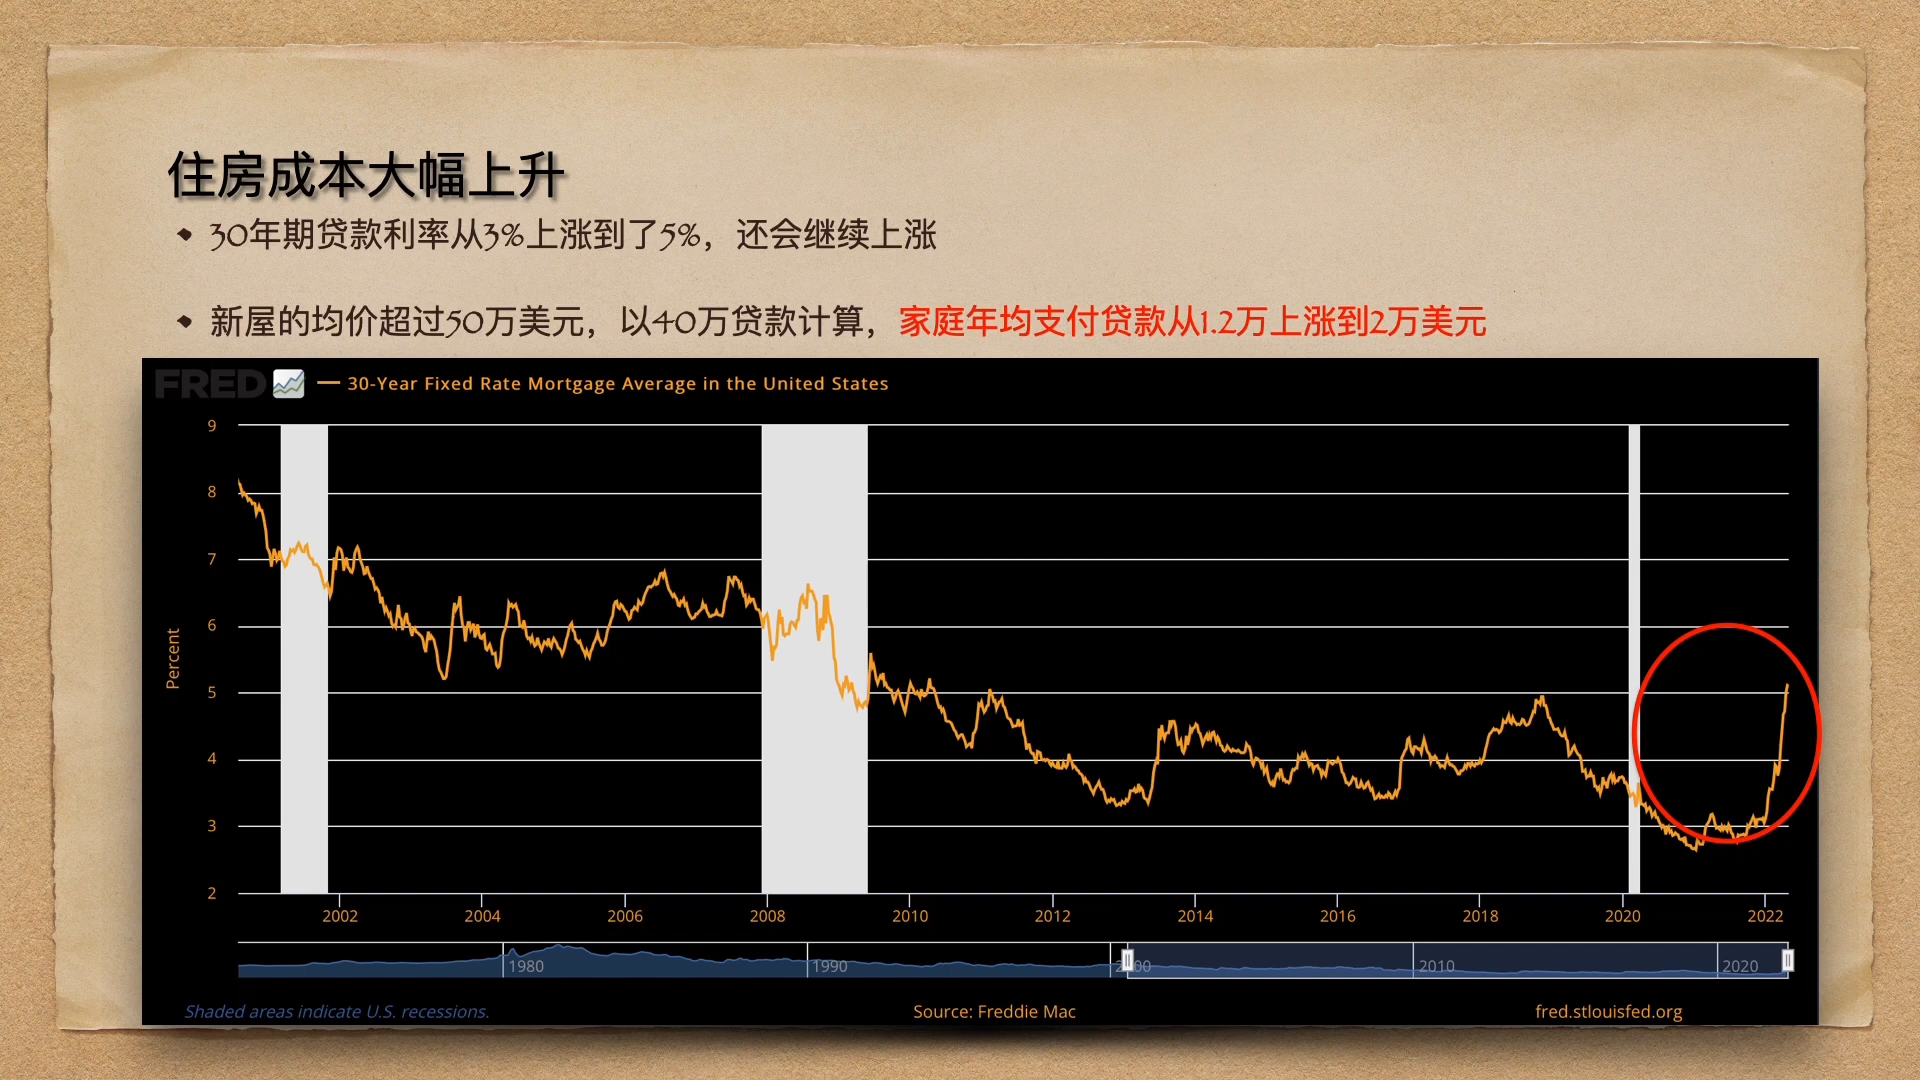 住房成本大幅上升
30年期贷款利率从3%上涨到了5%，还会继续上涨
新屋的均价超过50万美元，以40万贷款计算，家庭年均支付贷款从1.2万上涨到2万美元
FRED 30-Year Fixed Rate Mortgage Average in the United States
9
8
7
6
5
4
3
2
Percent
2002 2004 2006 2008 2010 2012 2014 2016 2018 2020 2022
1980 1990 2000 2010 2020
Shaded areas indicate U.S. recessions. Source: Freddie Mac fred.stlouisfed.org